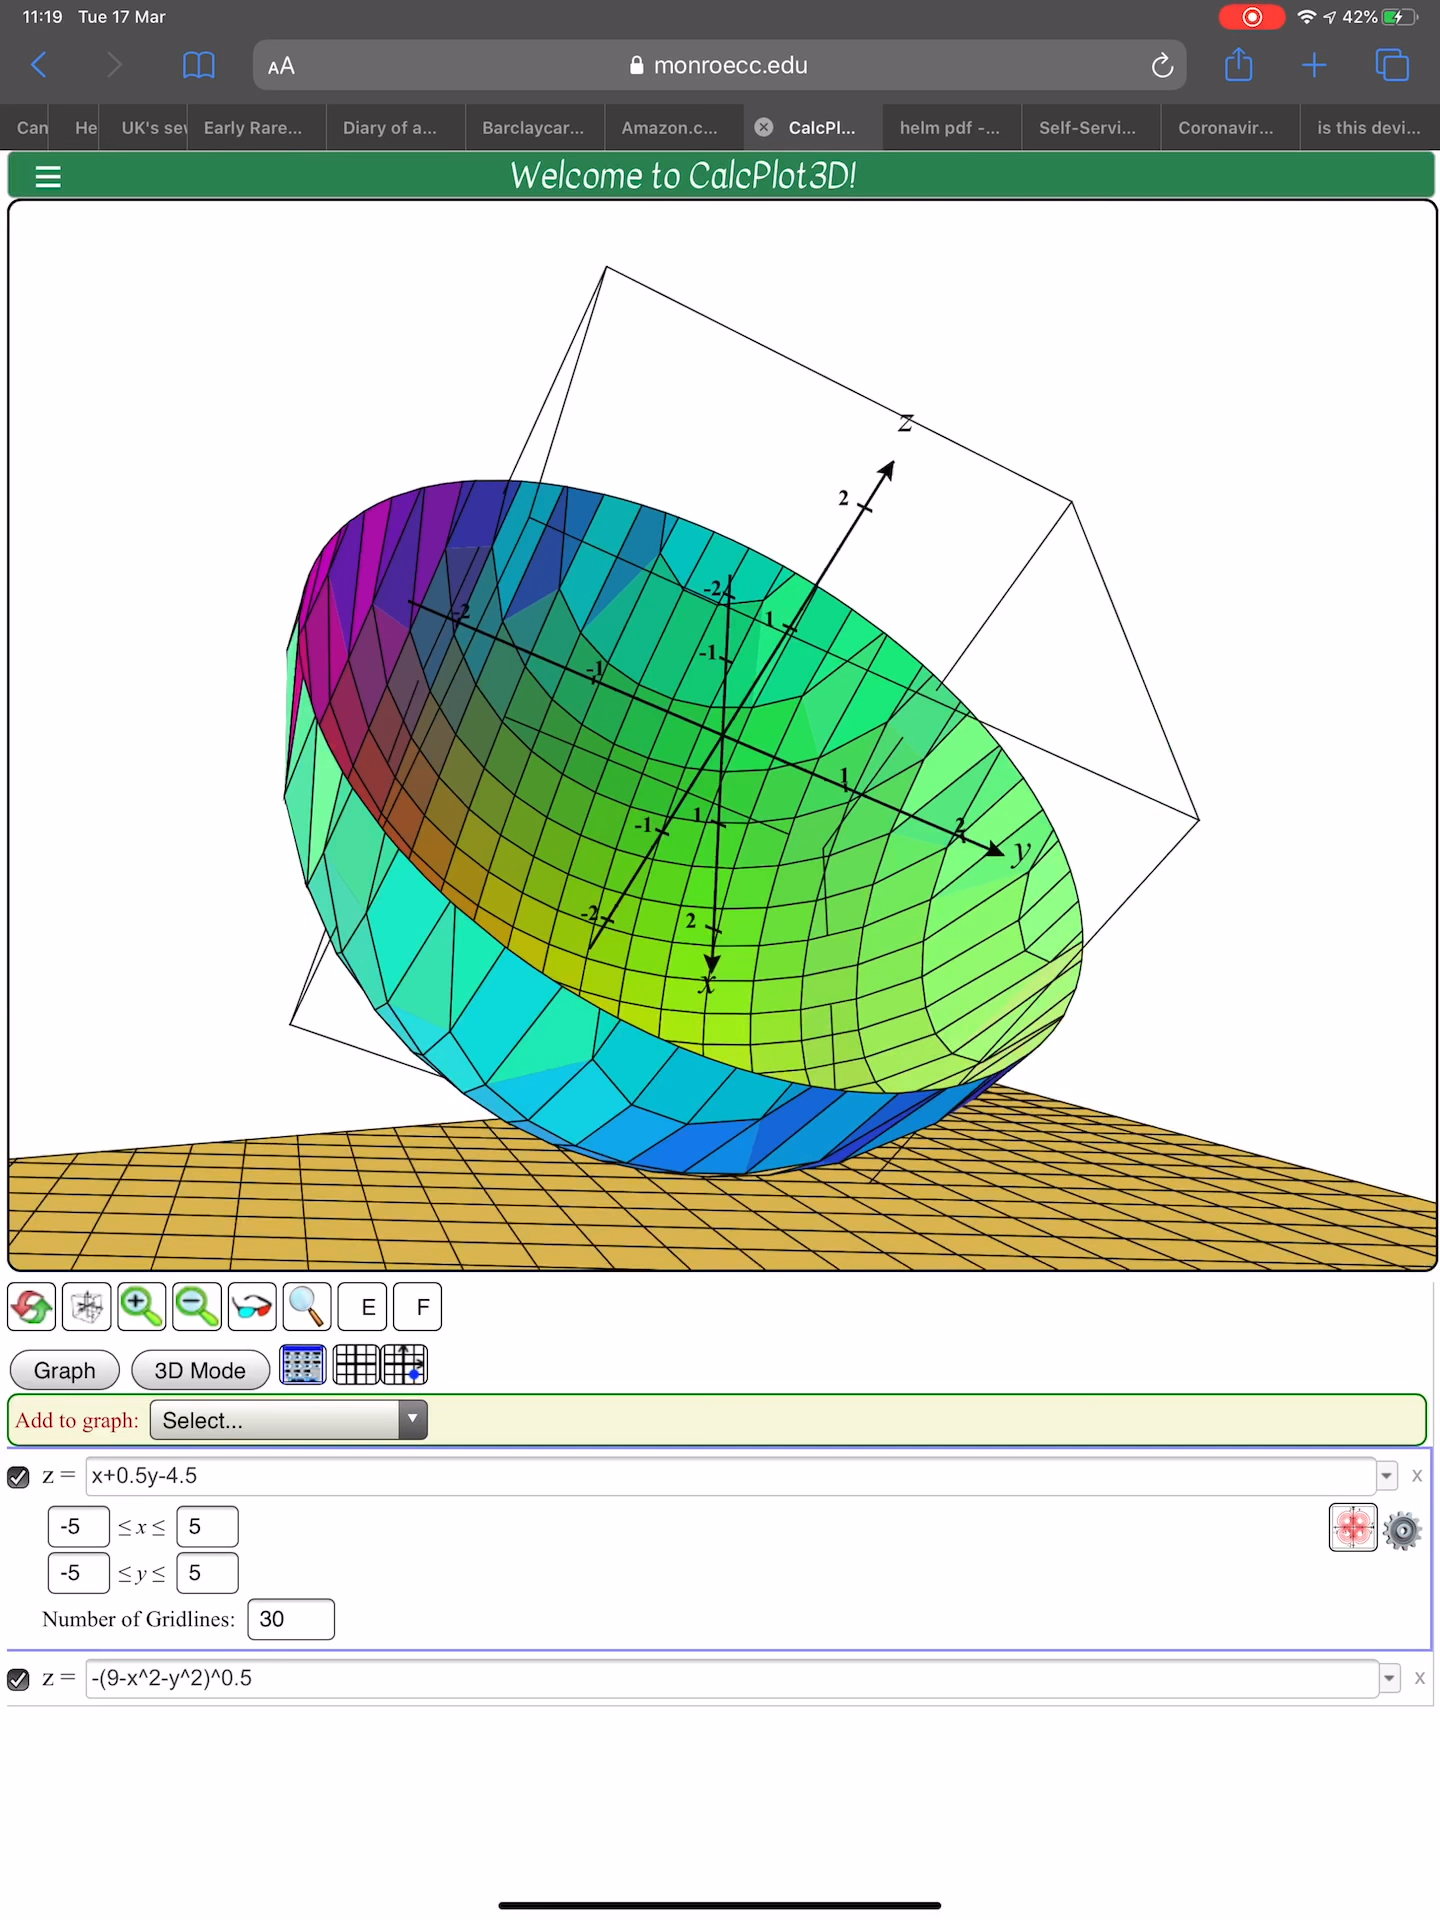 11:19 Tue 17 Mar 42%
AA monroecc.edu
Can He UK's sev Early Rare... Diary of a... Barclaycar... Amazon.c... CalcPl... helm pdf -... Self-Servi... Coronavir... is this devi...
Welcome to CalcPlot3D!
z
2
-2
-2
1
-1
-1
1
2
y
-1
1
-2
2
x
E F
Graph 3D Mode
Add to graph: Select...
z = x+0.5y-4.5 x
-5 ≤ x ≤ 5
-5 ≤ y ≤ 5
Number of Gridlines: 30
z = -(9-x^2-y^2)^0.5 x